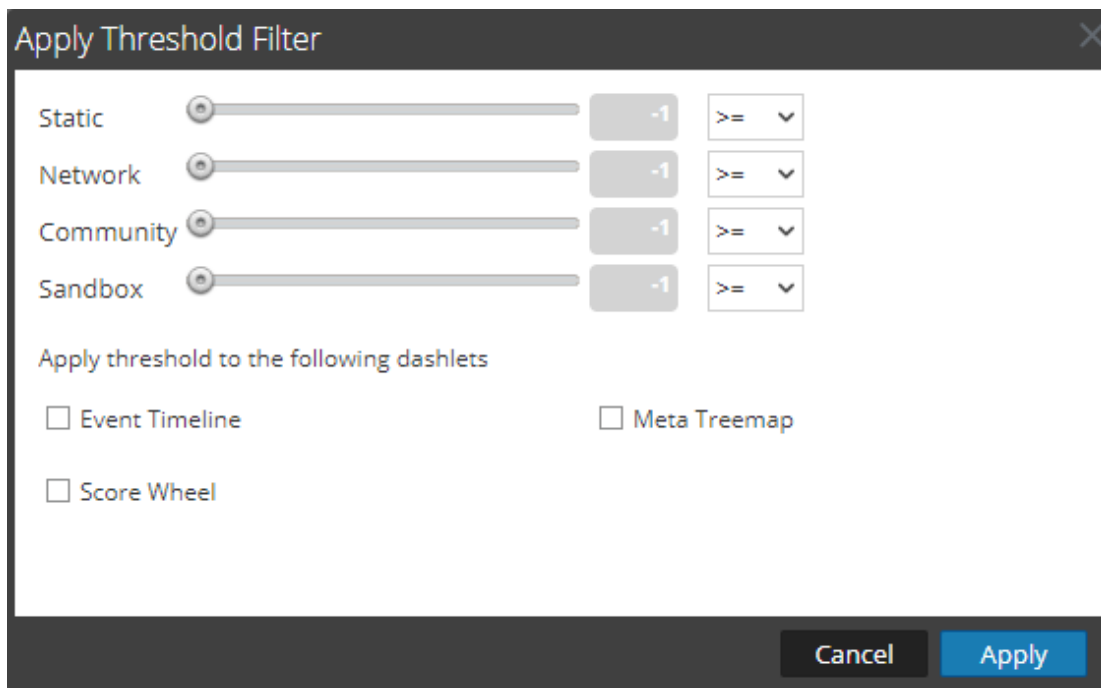 Apply Threshold Filter
Static -1 >=
Network -1 >=
Community -1 >=
Sandbox -1 >=
Apply threshold to the following dashlets
Event Timeline Meta Treemap
Score Wheel
Cancel Apply